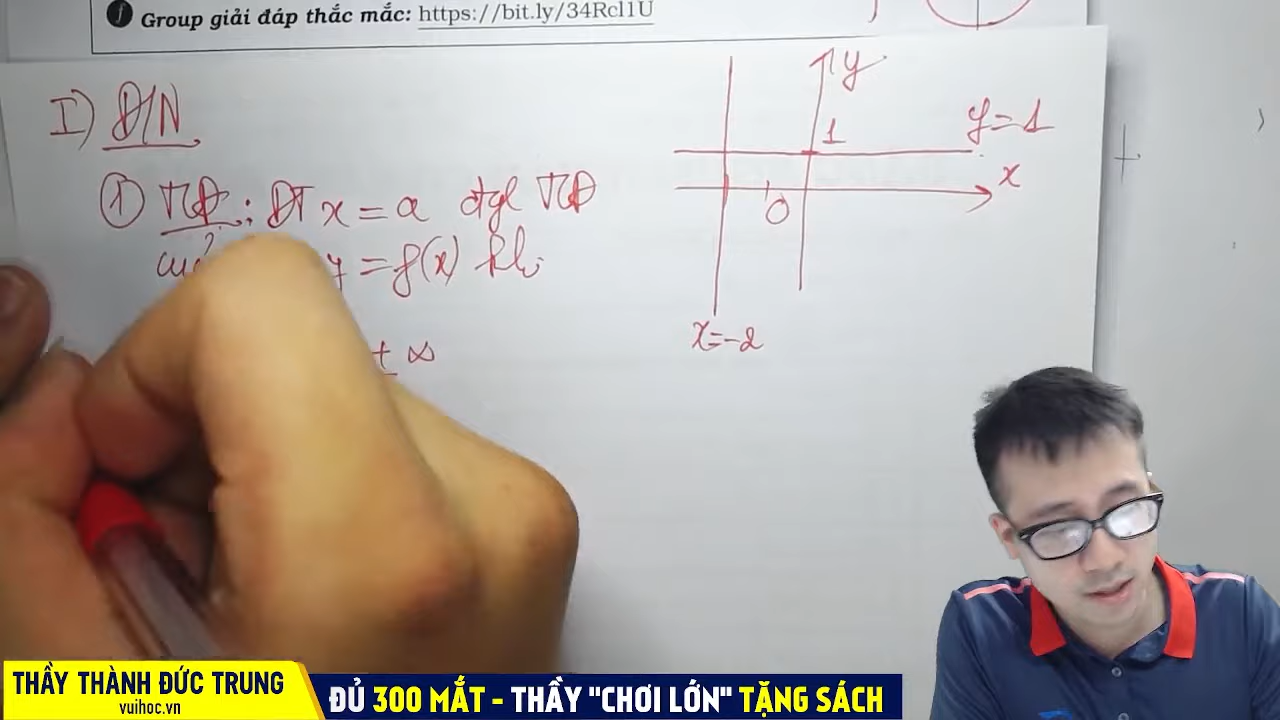 Group giải đáp thắc mắc: https://bit.ly/34Rcl1U
I) Đ/N
① TCĐ: ĐT x = a đgl TCĐ
y = f(x) khi
± ∞
y
1
y = 1
x
O
x = -2
THẦY THÀNH ĐỨC TRUNG
vuihoc.vn
ĐỦ 300 MẮT - THẦY "CHƠI LỚN" TẶNG SÁCH